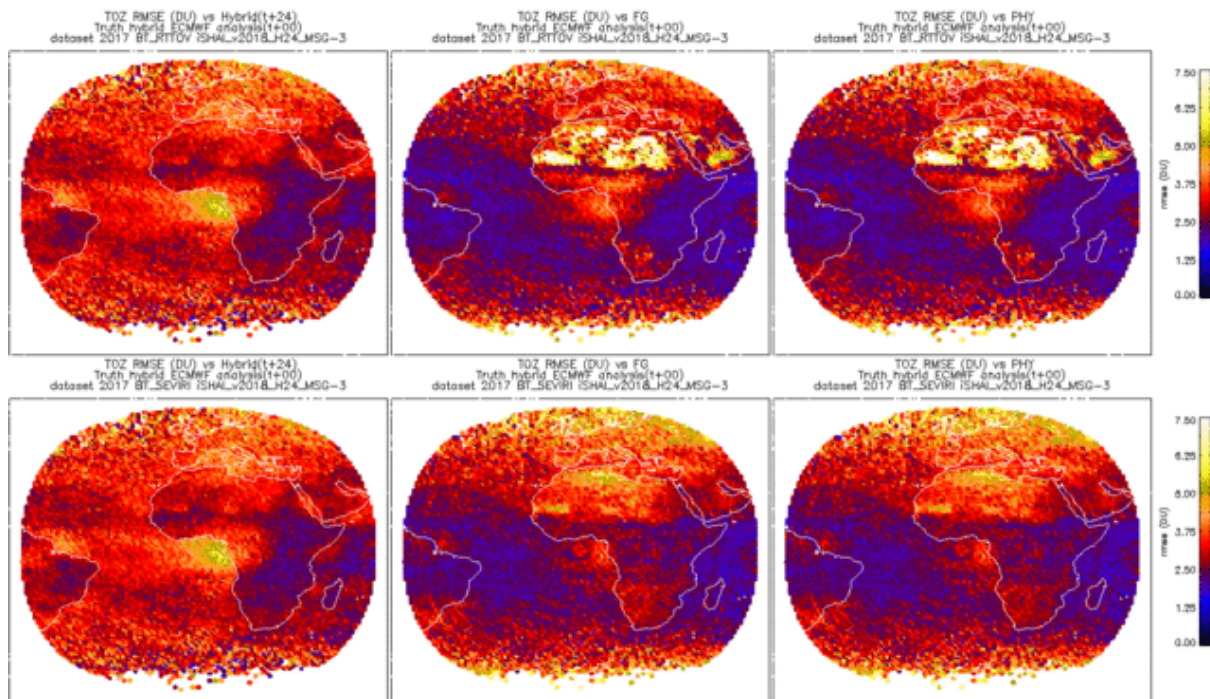 TOZ RMSE (DU) vs Hybrid(t+24)
Truth hybrid ECMWF analysis(t+00)
dataset 2017 BT_RTTOV iSHAI_v2018_H24_MSG-3
TOZ RMSE (DU) vs FG
Truth hybrid ECMWF analysis(t+00)
dataset 2017 BT_RTTOV iSHAI_v2018_H24_MSG-3
TOZ RMSE (DU) vs PHY
Truth hybrid ECMWF analysis(t+00)
dataset 2017 BT_RTTOV iSHAI_v2018_H24_MSG-3
7.50
6.25
5.00
3.75
2.50
1.25
0.00
rmse (DU)
TOZ RMSE (DU) vs Hybrid(t+24)
Truth hybrid ECMWF analysis(t+00)
dataset 2017 BT_SEVIRI iSHAI_v2018_H24_MSG-3
TOZ RMSE (DU) vs FG
Truth hybrid ECMWF analysis(t+00)
dataset 2017 BT_SEVIRI iSHAI_v2018_H24_MSG-3
TOZ RMSE (DU) vs PHY
Truth hybrid ECMWF analysis(t+00)
dataset 2017 BT_SEVIRI iSHAI_v2018_H24_MSG-3
7.50
6.25
5.00
3.75
2.50
1.25
0.00
rmse (DU)